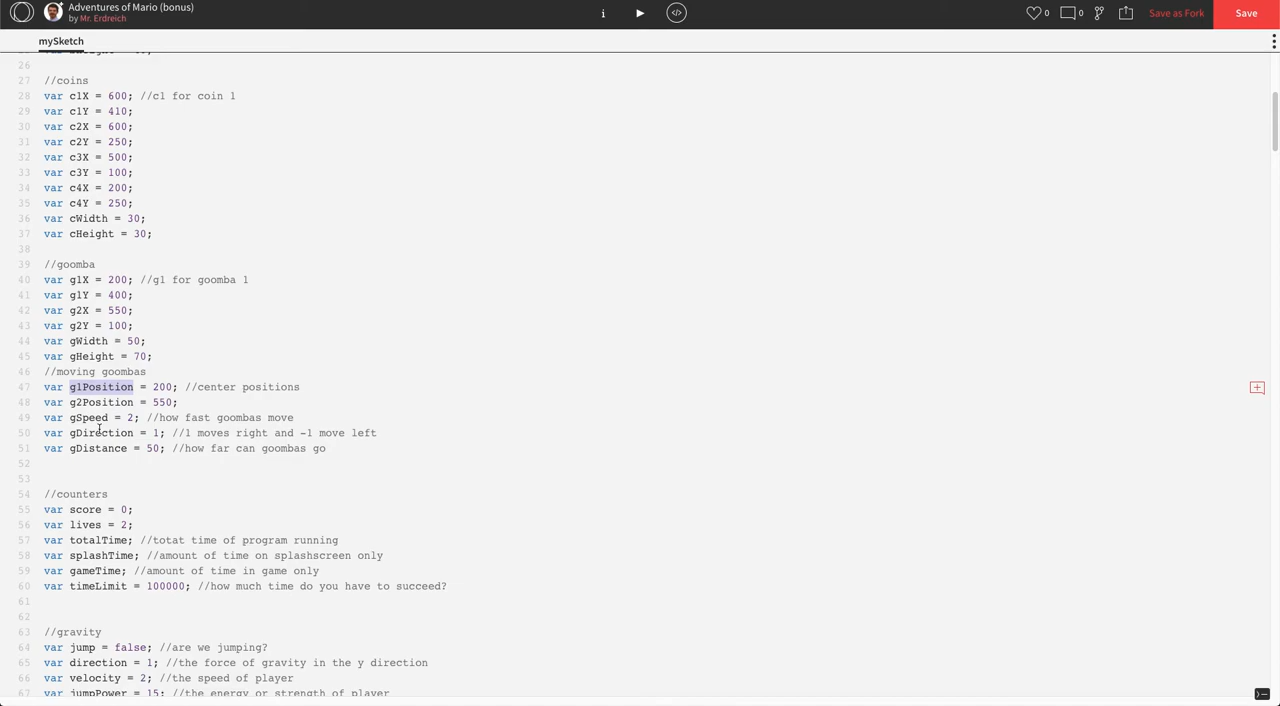 Adventures of Mario (bonus)
by Mr. Erdreich
i
</>
0
0
Save as Fork
Save
mySketch
26
27 //coins
28 var c1X = 600; //c1 for coin 1
29 var c1Y = 410;
30 var c2X = 600;
31 var c2Y = 250;
32 var c3X = 500;
33 var c3Y = 100;
34 var c4X = 200;
35 var c4Y = 250;
36 var cWidth = 30;
37 var cHeight = 30;
38
39 //goomba
40 var g1X = 200; //g1 for goomba 1
41 var g1Y = 400;
42 var g2X = 550;
43 var g2Y = 100;
44 var gWidth = 50;
45 var gHeight = 70;
46 //moving goombas
47 var g1Position = 200; //center positions
48 var g2Position = 550;
49 var gSpeed = 2; //how fast goombas move
50 var gDirection = 1; //1 moves right and -1 move left
51 var gDistance = 50; //how far can goombas go
52
53
54 //counters
55 var score = 0;
56 var lives = 2;
57 var totalTime; //totat time of program running
58 var splashTime; //amount of time on splashscreen only
59 var gameTime; //amount of time in game only
60 var timeLimit = 100000; //how much time do you have to succeed?
61
62
63 //gravity
64 var jump = false; //are we jumping?
65 var direction = 1; //the force of gravity in the y direction
66 var velocity = 2; //the speed of player
67 var jumpPower = 15; //the energy or strength of player